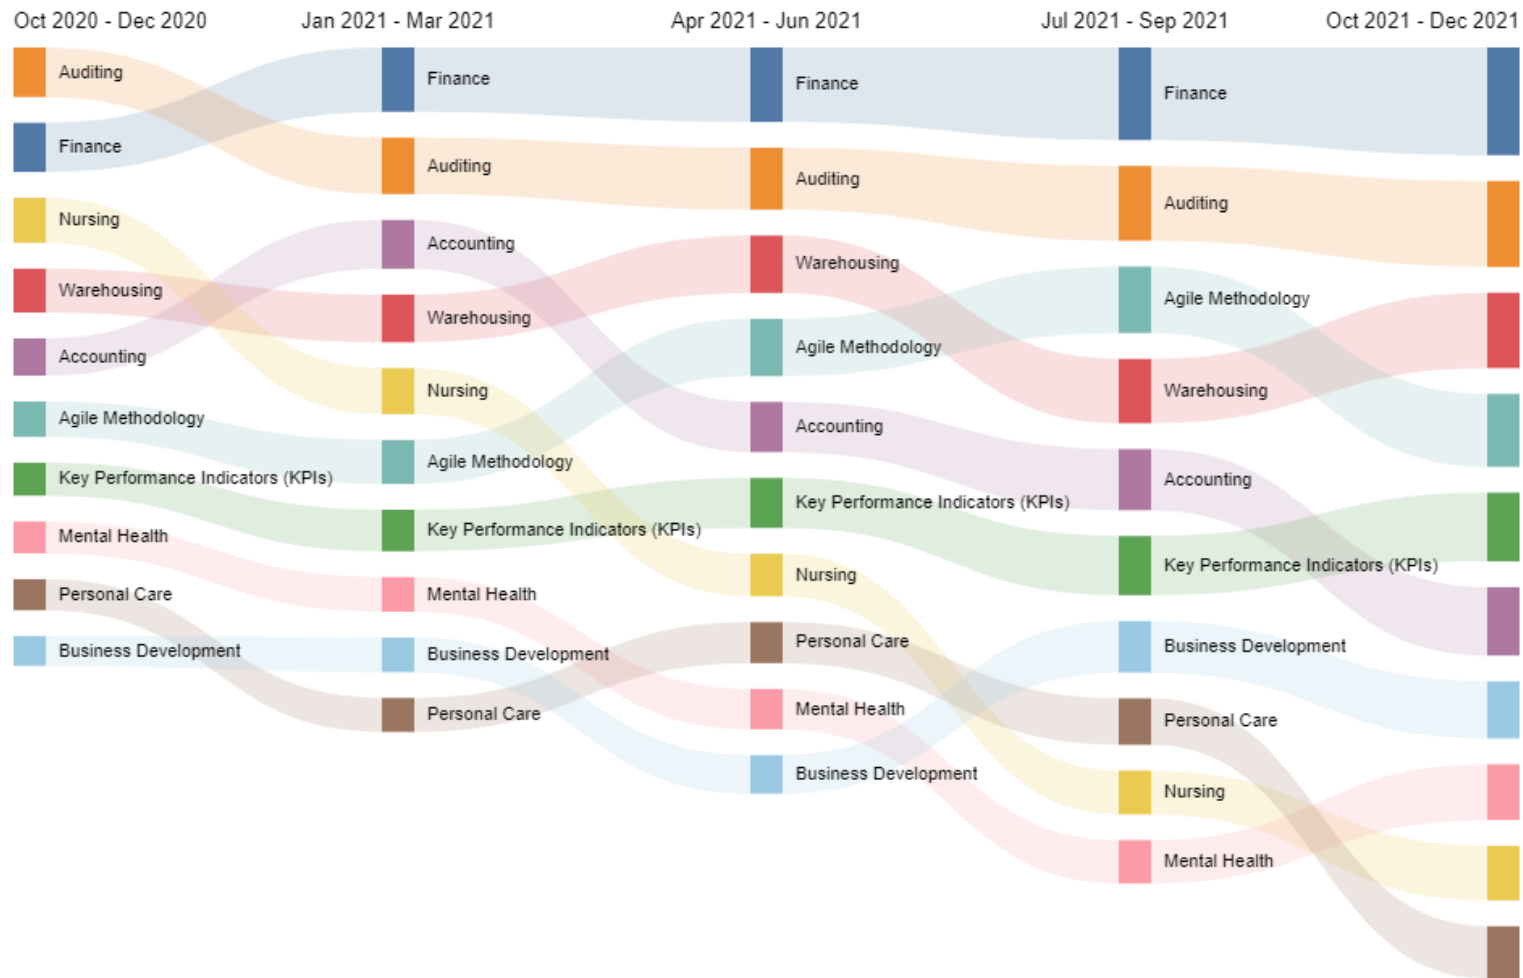 Oct 2020 - Dec 2020
Jan 2021 - Mar 2021
Apr 2021 - Jun 2021
Jul 2021 - Sep 2021
Oct 2021 - Dec 2021
Auditing
Finance
Nursing
Warehousing
Accounting
Agile Methodology
Key Performance Indicators (KPIs)
Mental Health
Personal Care
Business Development
Finance
Auditing
Accounting
Warehousing
Nursing
Agile Methodology
Key Performance Indicators (KPIs)
Mental Health
Business Development
Personal Care
Finance
Auditing
Warehousing
Agile Methodology
Accounting
Key Performance Indicators (KPIs)
Nursing
Personal Care
Mental Health
Business Development
Finance
Auditing
Agile Methodology
Warehousing
Accounting
Key Performance Indicators (KPIs)
Business Development
Personal Care
Nursing
Mental Health